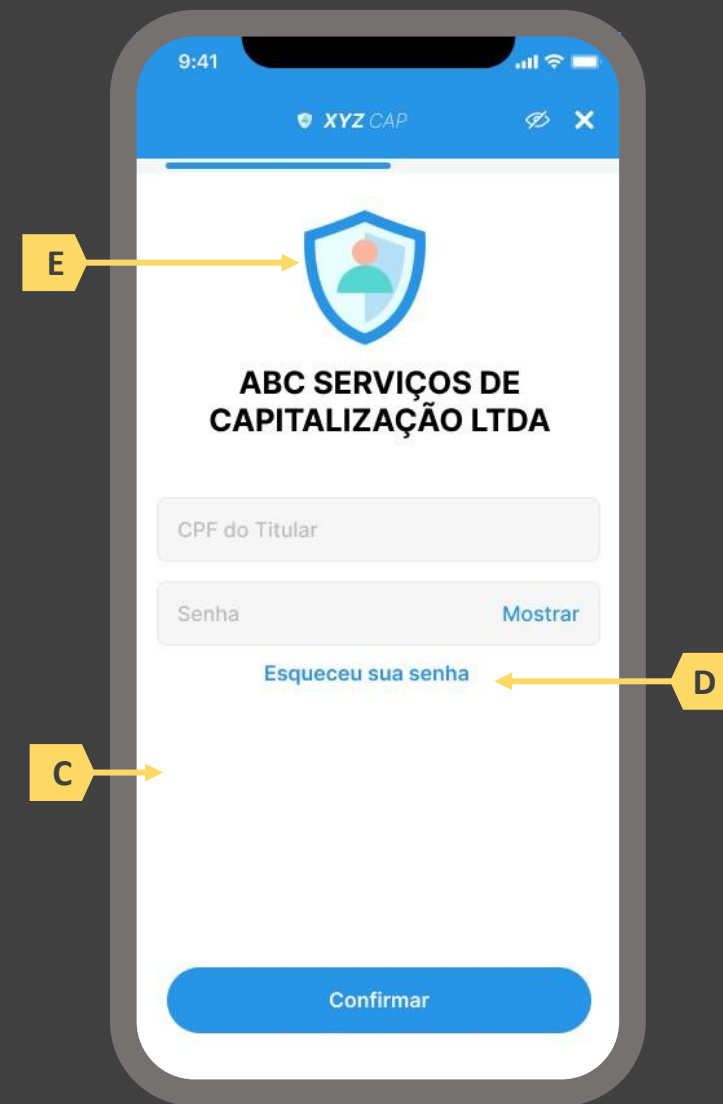 9:41
XYZ CAP
E
ABC SERVIÇOS DE
CAPITALIZAÇÃO LTDA
CPF do Titular
Senha Mostrar
Esqueceu sua senha
D
C
Confirmar